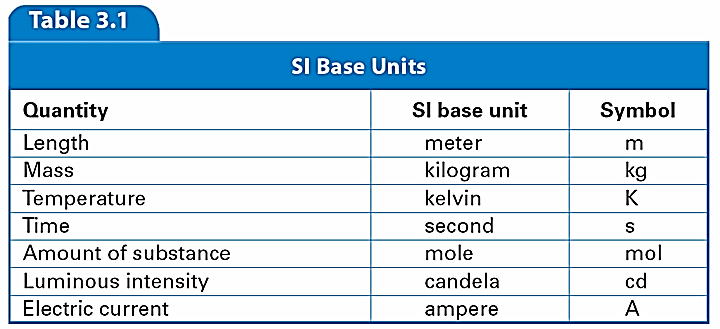 Table 3.1
SI Base Units
Quantity SI base unit Symbol
Length meter m
Mass kilogram kg
Temperature kelvin K
Time second s
Amount of substance mole mol
Luminous intensity candela cd
Electric current ampere A